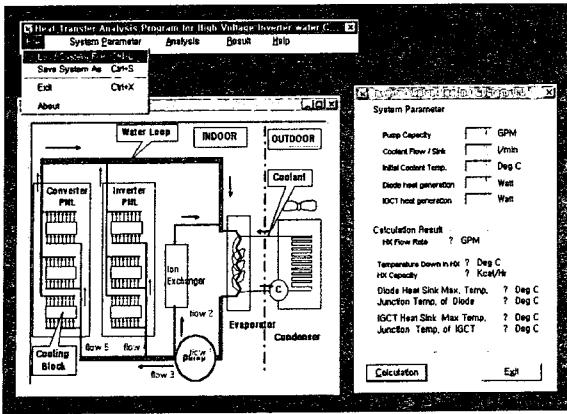 Heat Transfer Analysis Program for High Voltage Inverter water C...
System Parameter Analysis Result Help
Save System As Ctrl+S
Exit Ctrl+X
About
Water Loop
INDOOR
OUTDOOR
Converter
PNL
Inverter
PNL
Coolant
Ion
Exchanger
flow 2
Evaporator
C
Condenser
Cooling
Block
flow 5
flow 4
flow
Pump
flow 3
System Parameter
Pump Capacity GPM
Coolant Flow / Sink l/min
Initial Coolant Temp. Deg C
Diode heat generation Watt
IGCT heat generation Watt
Calculation Result
HX Flow Rate ? GPM
Temperature Down in HX ? Deg C
HX Capacity ? Kcal/Hr
Diode Heat Sink Max. Temp. ? Deg C
Junction Temp. of Diode ? Deg C
IGCT Heat Sink Max Temp. ? Deg C
Junction Temp. of IGCT ? Deg C
Calculation
Exit